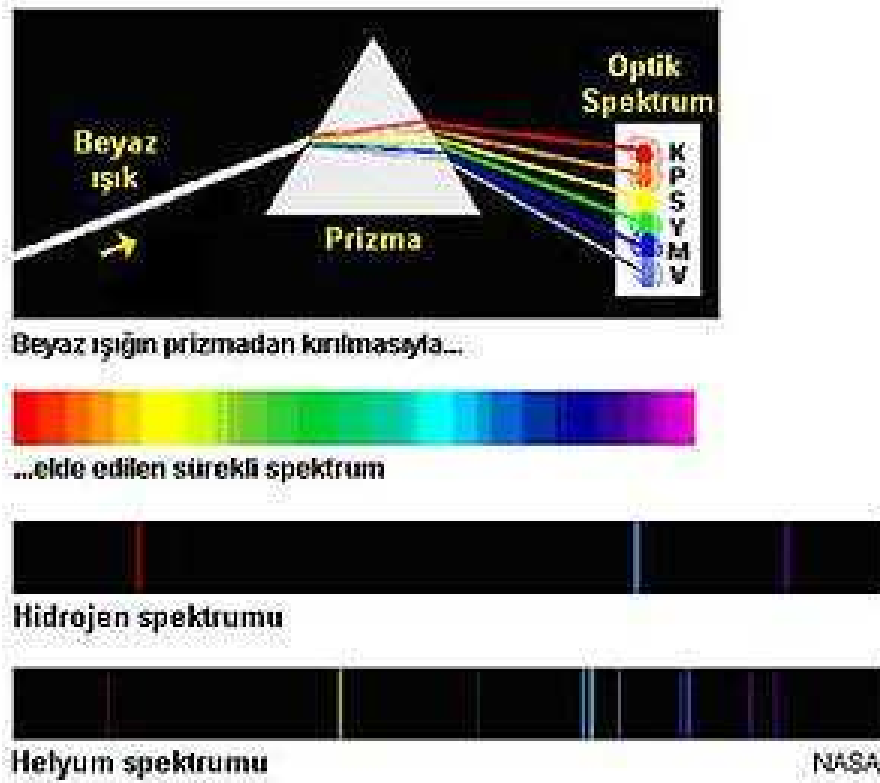 Optik
Spektrum
Beyaz
ışık
K
P
S
Y
M
V
Prizma
Beyaz ışığın prizmadan kırılmasıyla...
...elde edilen sürekli spektrum
Hidrojen spektrumu
Helyum spektrumu
NASA